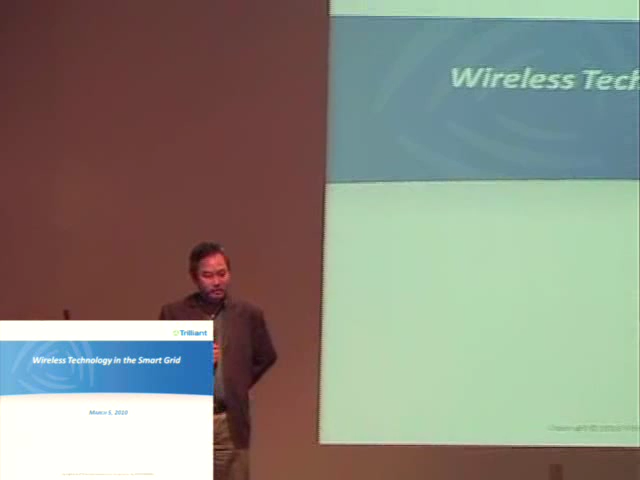 Wireless Tech
Trilliant
Wireless Technology in the Smart Grid
March 5, 2010